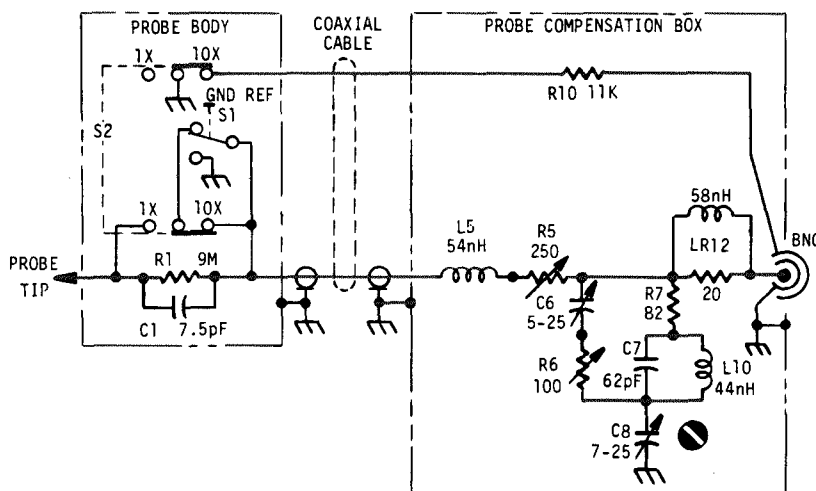 PROBE BODY
COAXIAL
CABLE
PROBE COMPENSATION BOX
1X
10X
GND REF
S1
S2
R10 11K
1X
10X
R1 9M
C1 7.5pF
PROBE
TIP
L5
54nH
R5
250
C6
5-25
R6
100
58nH
LR12
20
BNC
R7
82
C7
62pF
L10
44nH
C8
7-25